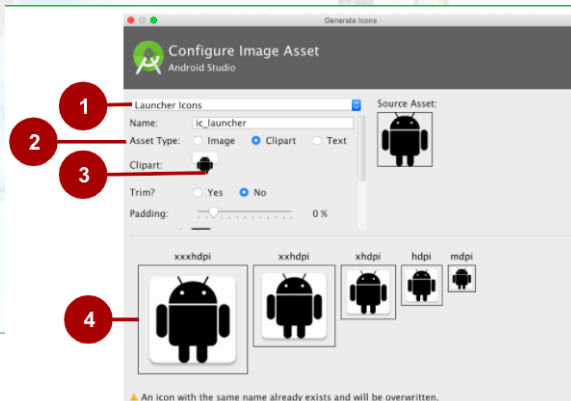 Generate Icons
Configure Image Asset
Android Studio
1
Launcher Icons
Source Asset:
Name:
ic_launcher
2
Asset Type:
Image
Clipart
Text
Clipart:
3
Trim?
Yes
No
Padding:
0 %
xxxhdpi
xxhdpi
xhdpi
hdpi
mdpi
4
An icon with the same name already exists and will be overwritten.